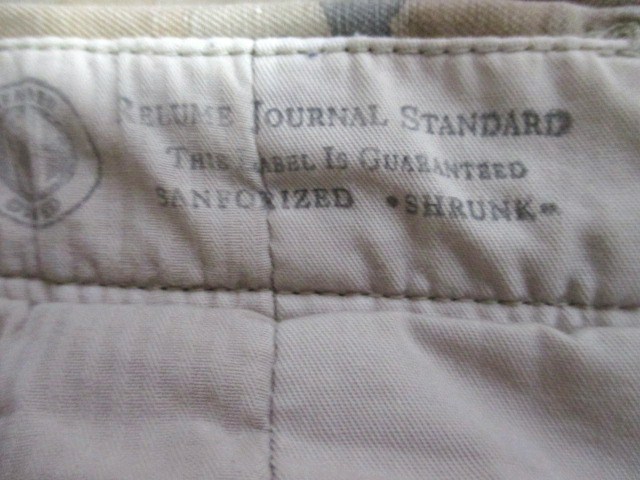 RELUME JOURNAL STANDARD
THIS LABEL IS GUARANTEED
SANFORIZED •SHRUNK•